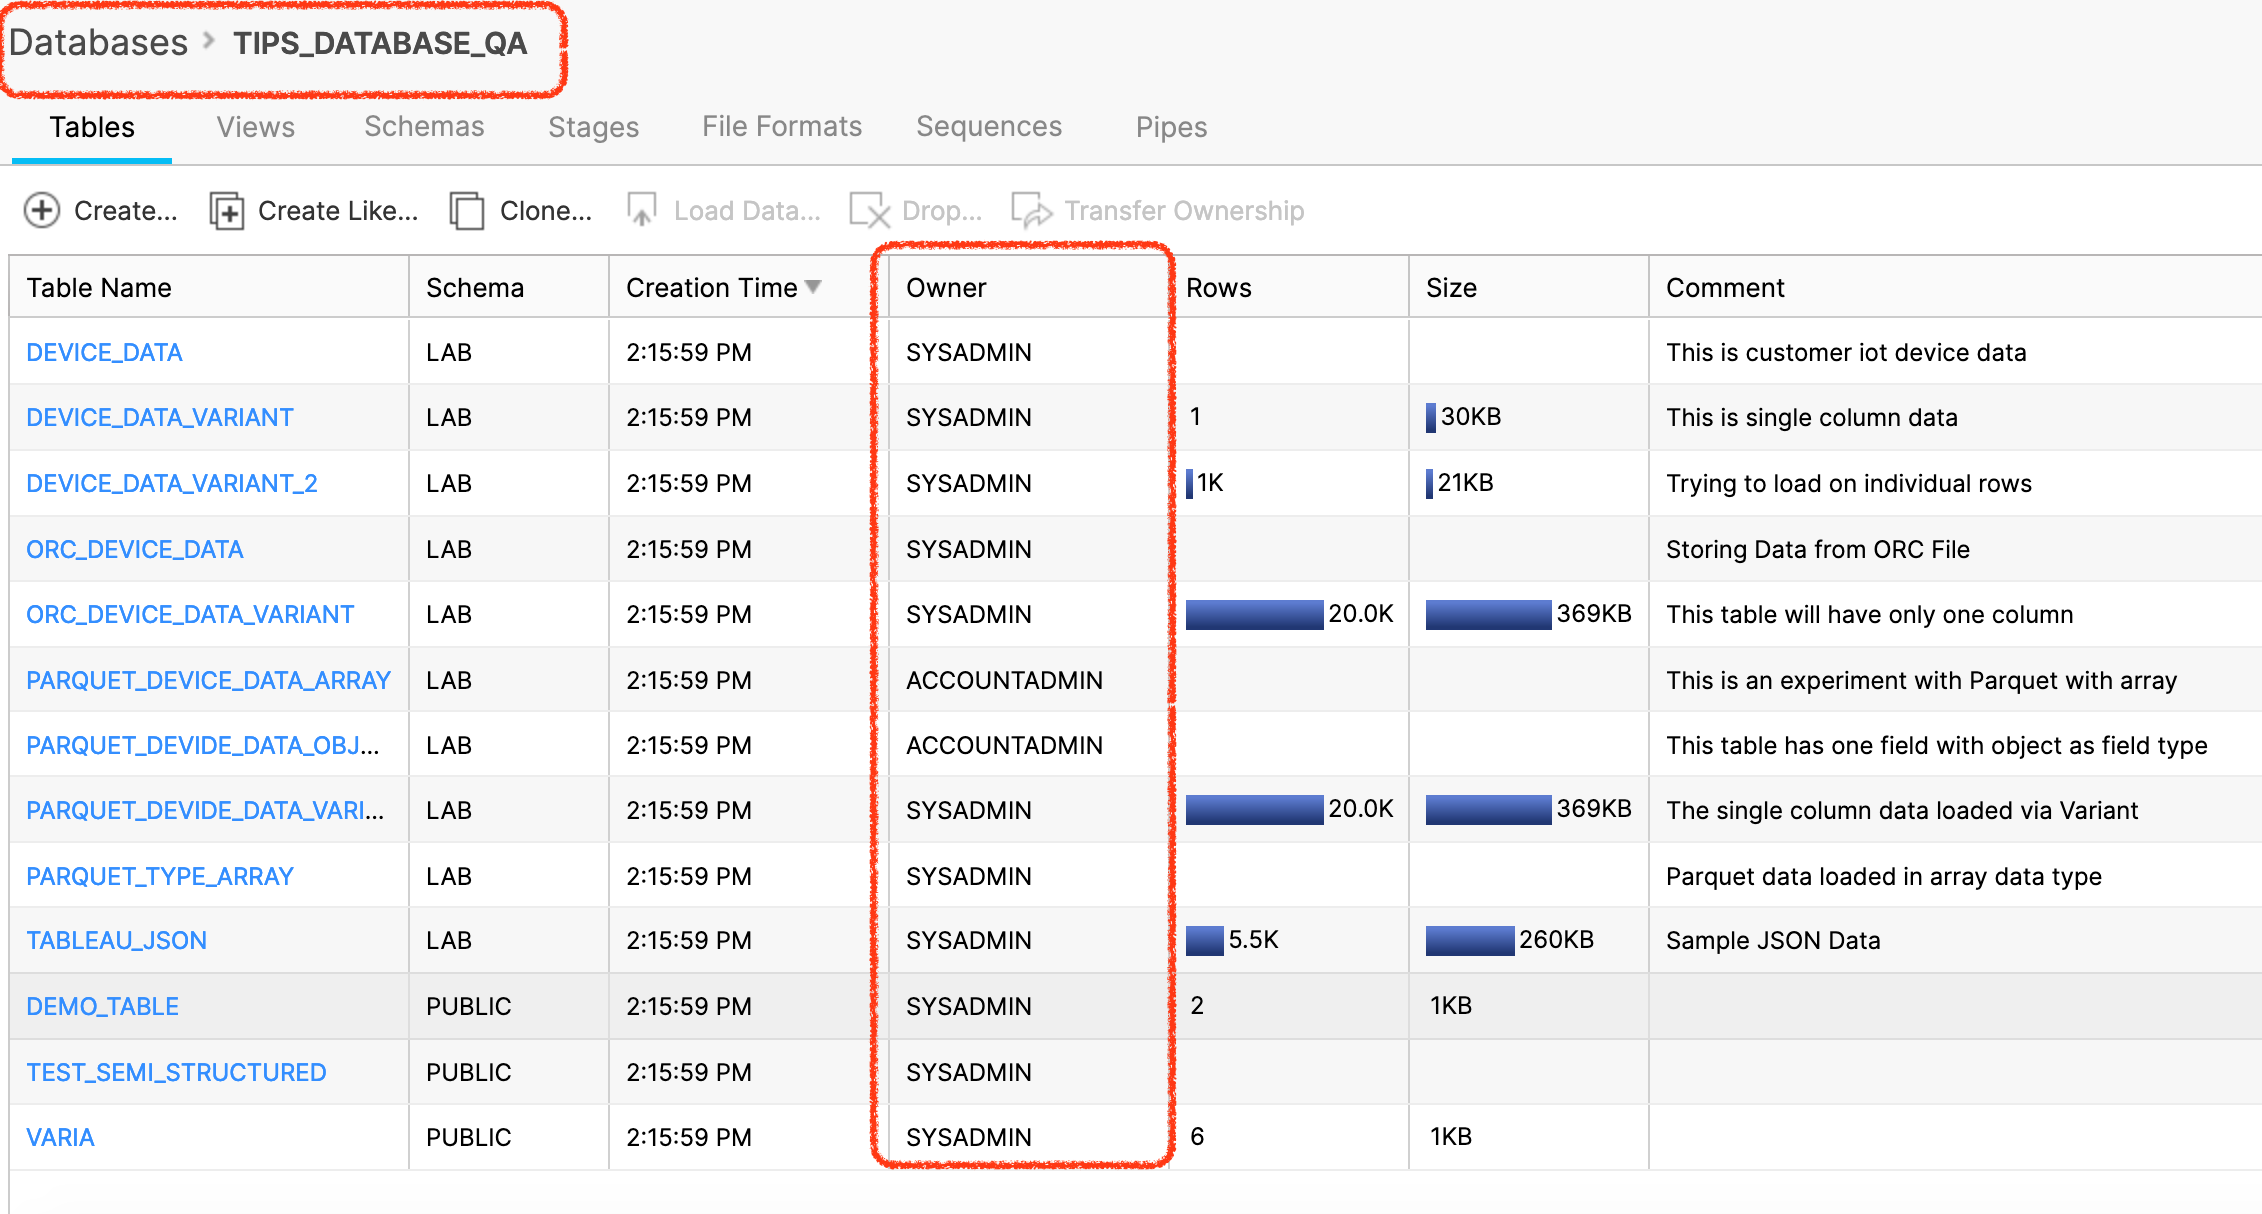 Databases > TIPS_DATABASE_QA
Tables Views Schemas Stages File Formats Sequences Pipes
Create... Create Like... Clone... Load Data... Drop... Transfer Ownership
Table Name Schema Creation Time Owner Rows Size Comment
DEVICE_DATA LAB 2:15:59 PM SYSADMIN This is customer iot device data
DEVICE_DATA_VARIANT LAB 2:15:59 PM SYSADMIN 1 30KB This is single column data
DEVICE_DATA_VARIANT_2 LAB 2:15:59 PM SYSADMIN 1K 21KB Trying to load on individual rows
ORC_DEVICE_DATA LAB 2:15:59 PM SYSADMIN Storing Data from ORC File
ORC_DEVICE_DATA_VARIANT LAB 2:15:59 PM SYSADMIN 20.0K 369KB This table will have only one column
PARQUET_DEVICE_DATA_ARRAY LAB 2:15:59 PM ACCOUNTADMIN This is an experiment with Parquet with array
PARQUET_DEVIDE_DATA_OBJ... LAB 2:15:59 PM ACCOUNTADMIN This table has one field with object as field type
PARQUET_DEVIDE_DATA_VARI... LAB 2:15:59 PM SYSADMIN 20.0K 369KB The single column data loaded via Variant
PARQUET_TYPE_ARRAY LAB 2:15:59 PM SYSADMIN Parquet data loaded in array data type
TABLEAU_JSON LAB 2:15:59 PM SYSADMIN 5.5K 260KB Sample JSON Data
DEMO_TABLE PUBLIC 2:15:59 PM SYSADMIN 2 1KB
TEST_SEMI_STRUCTURED PUBLIC 2:15:59 PM SYSADMIN
VARIA PUBLIC 2:15:59 PM SYSADMIN 6 1KB